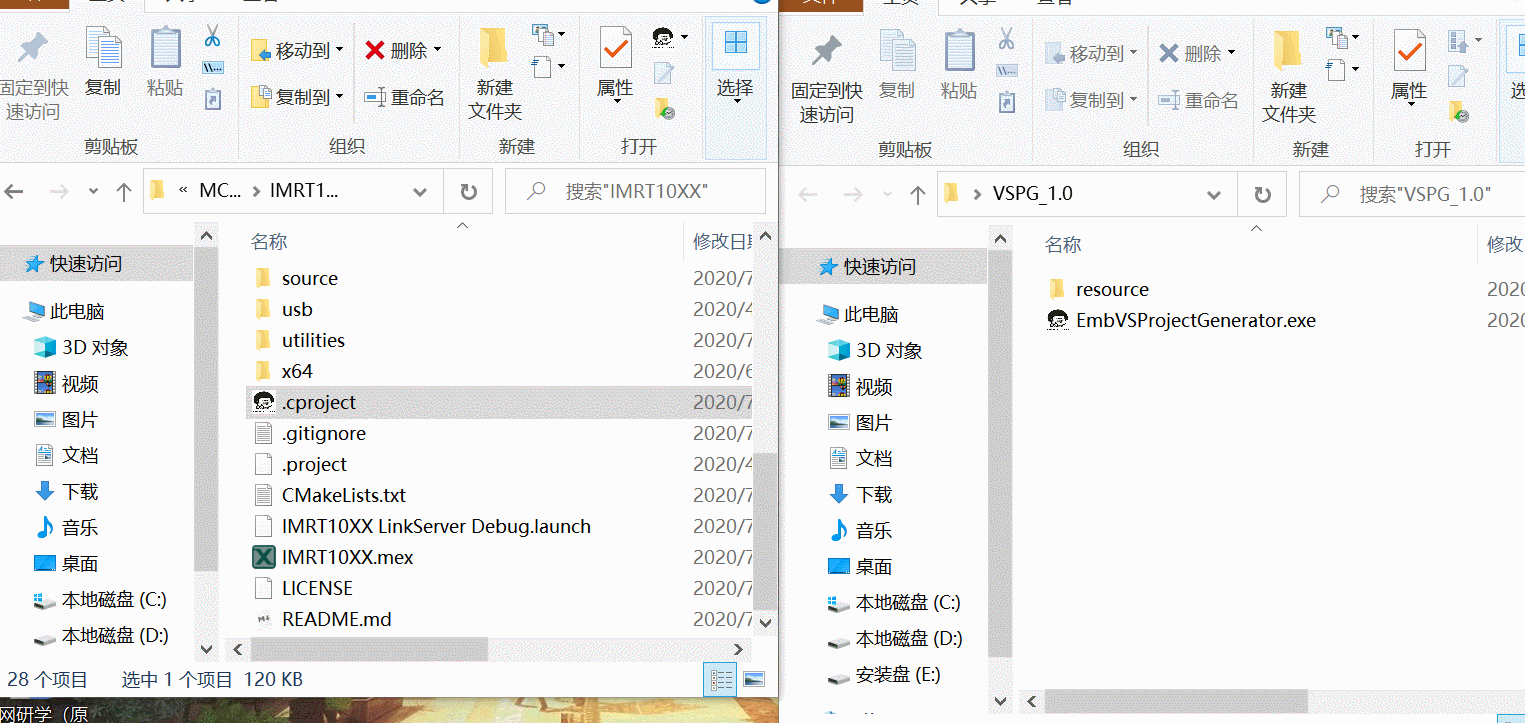 固定到快
速访问
复制
粘贴
移动到
复制到
删除
重命名
新建
文件夹
属性
选择
剪贴板
组织
新建
打开
« MC... > IMRT1...
搜索"IMRT10XX"
快速访问
此电脑
3D 对象
视频
图片
文档
下载
音乐
桌面
本地磁盘 (C:)
本地磁盘 (D:)
名称
修改日期
source 2020/7
usb 2020/4
utilities 2020/7
x64 2020/6
.cproject 2020/7
.gitignore 2020/7
.project 2020/4
CMakeLists.txt 2020/7
IMRT10XX LinkServer Debug.launch 2020/7
IMRT10XX.mex 2020/7
LICENSE 2020/7
README.md 2020/7
28 个项目 选中 1 个项目 120 KB
网研学（原
固定到快
速访问
复制
粘贴
移动到
复制到
删除
重命名
新建
文件夹
属性
选
剪贴板
组织
新建
打开
> VSPG_1.0
搜索"VSPG_1.0"
快速访问
此电脑
3D 对象
视频
图片
文档
下载
音乐
桌面
本地磁盘 (C:)
本地磁盘 (D:)
安装盘 (E:)
名称
修改
resource 2020
EmbVSProjectGenerator.exe 2020